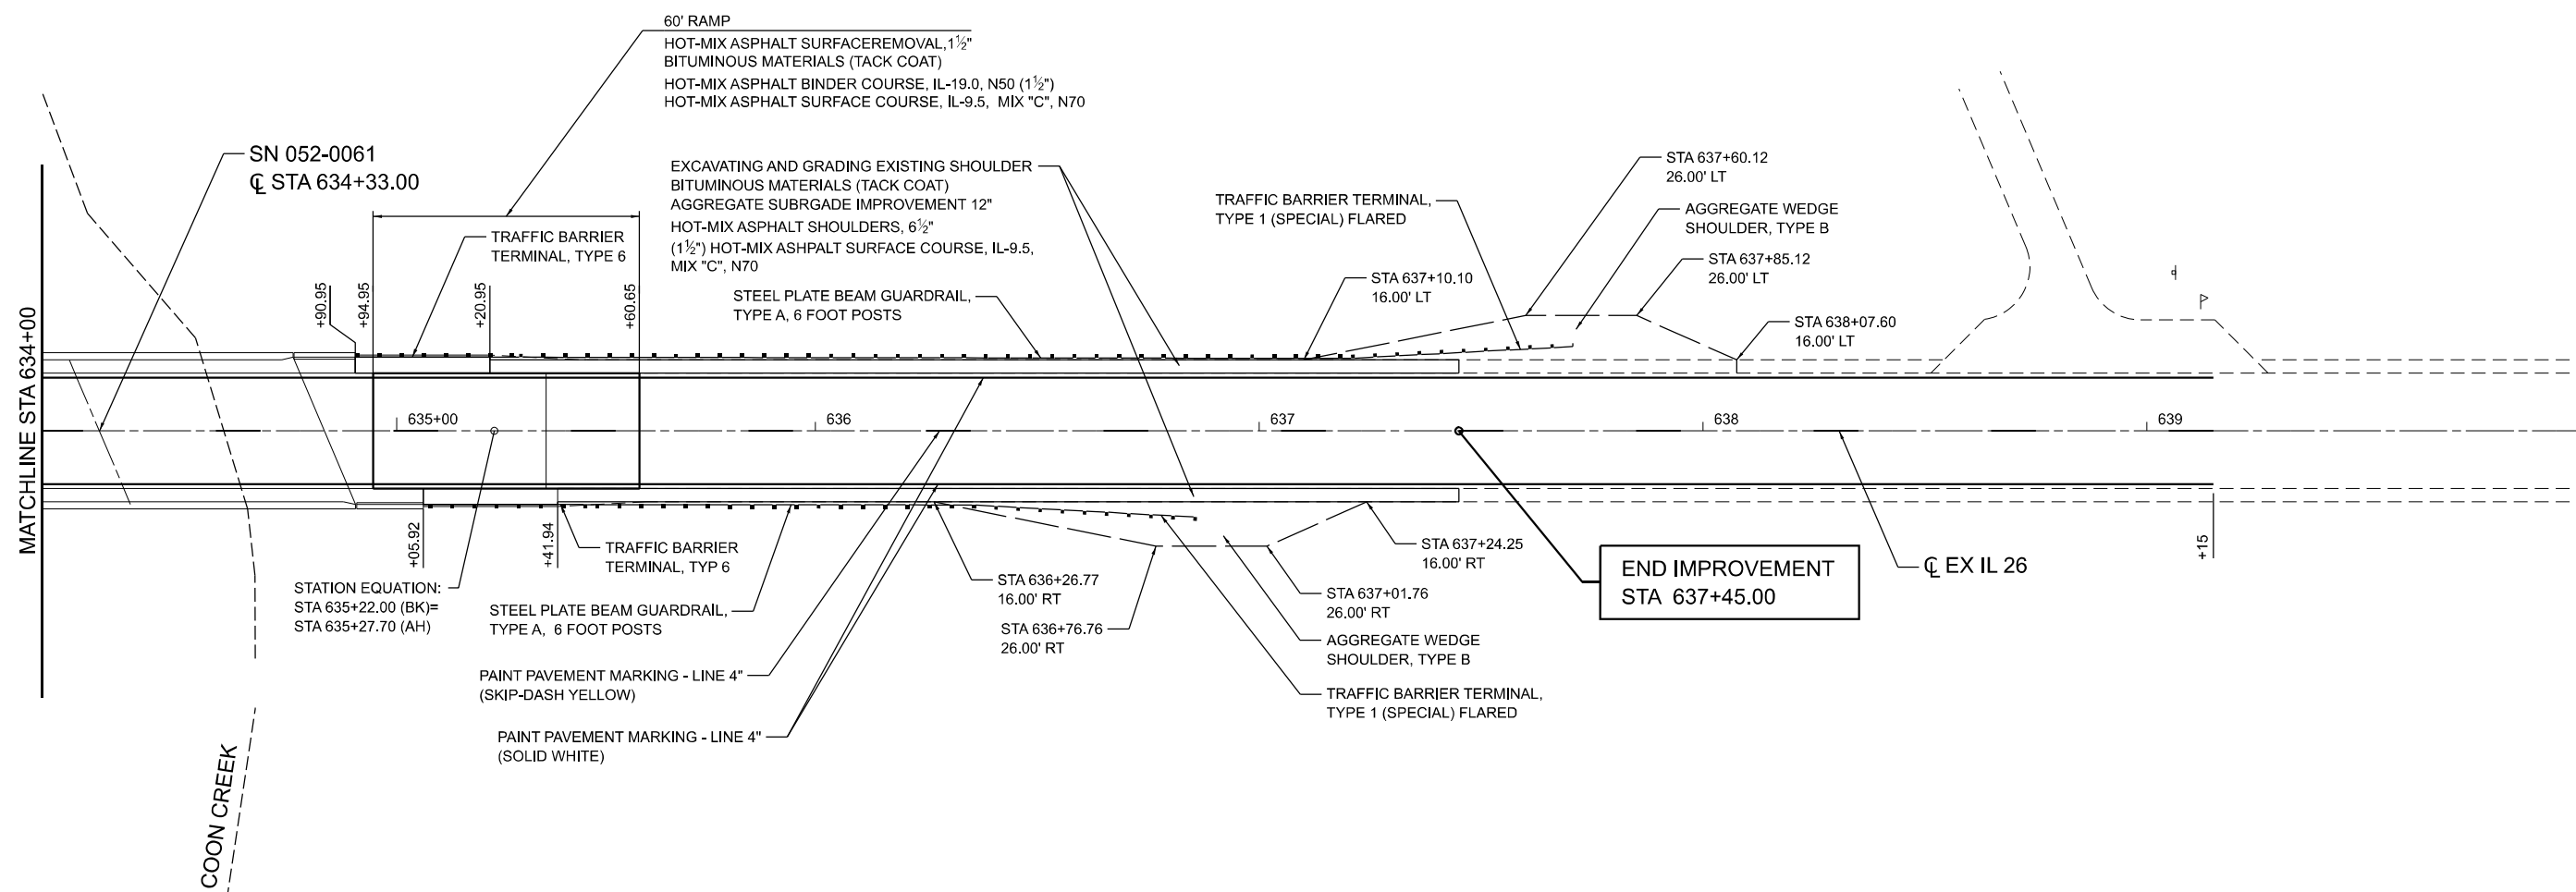 60' RAMP
HOT-MIX ASPHALT SURFACEREMOVAL,1½"
BITUMINOUS MATERIALS (TACK COAT)
HOT-MIX ASPHALT BINDER COURSE, IL-19.0, N50 (1½")
HOT-MIX ASPHALT SURFACE COURSE, IL-9.5, MIX "C", N70
SN 052-0061
℄ STA 634+33.00
EXCAVATING AND GRADING EXISTING SHOULDER
BITUMINOUS MATERIALS (TACK COAT)
AGGREGATE SUBRGADE IMPROVEMENT 12"
HOT-MIX ASPHALT SHOULDERS, 6½"
(1½") HOT-MIX ASHPALT SURFACE COURSE, IL-9.5,
MIX "C", N70
TRAFFIC BARRIER
TERMINAL, TYPE 6
STEEL PLATE BEAM GUARDRAIL,
TYPE A, 6 FOOT POSTS
TRAFFIC BARRIER TERMINAL,
TYPE 1 (SPECIAL) FLARED
STA 637+10.10
16.00' LT
STA 637+60.12
26.00' LT
AGGREGATE WEDGE
SHOULDER, TYPE B
STA 637+85.12
26.00' LT
STA 638+07.60
16.00' LT
+90.95
+94.95
+20.95
+60.65
MATCHLINE STA 634+00
635+00
636
637
638
639
+05.92
+41.94
+15
TRAFFIC BARRIER
TERMINAL, TYP 6
STATION EQUATION:
STA 635+22.00 (BK)=
STA 635+27.70 (AH)
STEEL PLATE BEAM GUARDRAIL,
TYPE A, 6 FOOT POSTS
STA 636+26.77
16.00' RT
STA 636+76.76
26.00' RT
STA 637+24.25
16.00' RT
STA 637+01.76
26.00' RT
AGGREGATE WEDGE
SHOULDER, TYPE B
TRAFFIC BARRIER TERMINAL,
TYPE 1 (SPECIAL) FLARED
END IMPROVEMENT
STA 637+45.00
℄ EX IL 26
PAINT PAVEMENT MARKING - LINE 4"
(SKIP-DASH YELLOW)
PAINT PAVEMENT MARKING - LINE 4"
(SOLID WHITE)
COON CREEK